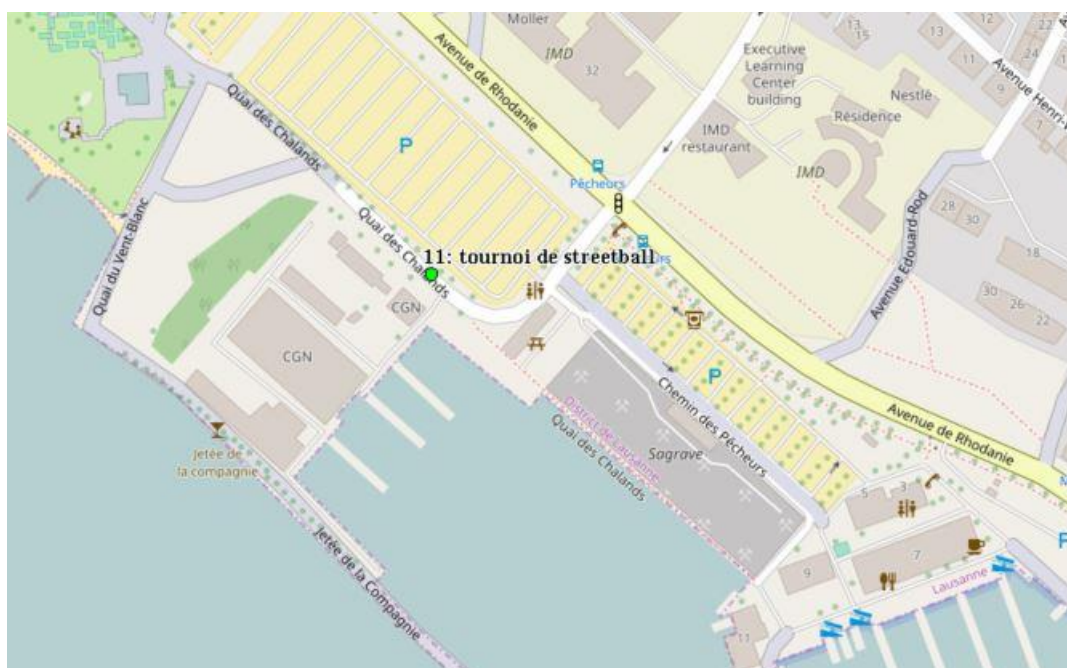 Moller
IMD
32
Avenue de Rhodanie
Executive
Learning
Center
building
13
15
13
12
11
9
22
24
Avenue Henri-
Nestlé
Résidence
IMD
IMD
restaurant
7
Quai des Chalands
P
Pêcheurs
Avenue Édouard-Rod
28
30
18
30
26
22
Quai du Vent-Blanc
Quai des Chalands
11: tournoi de streetball
urs
CGN
CGN
P
Chemin des Pêcheurs
District de Lausanne
Quai des Chalands
Sagrave
Avenue de Rhodanie
Jetée de
la compagnie
Jetée de la Compagnie
M
5
3
P
7
9
Lausanne
11